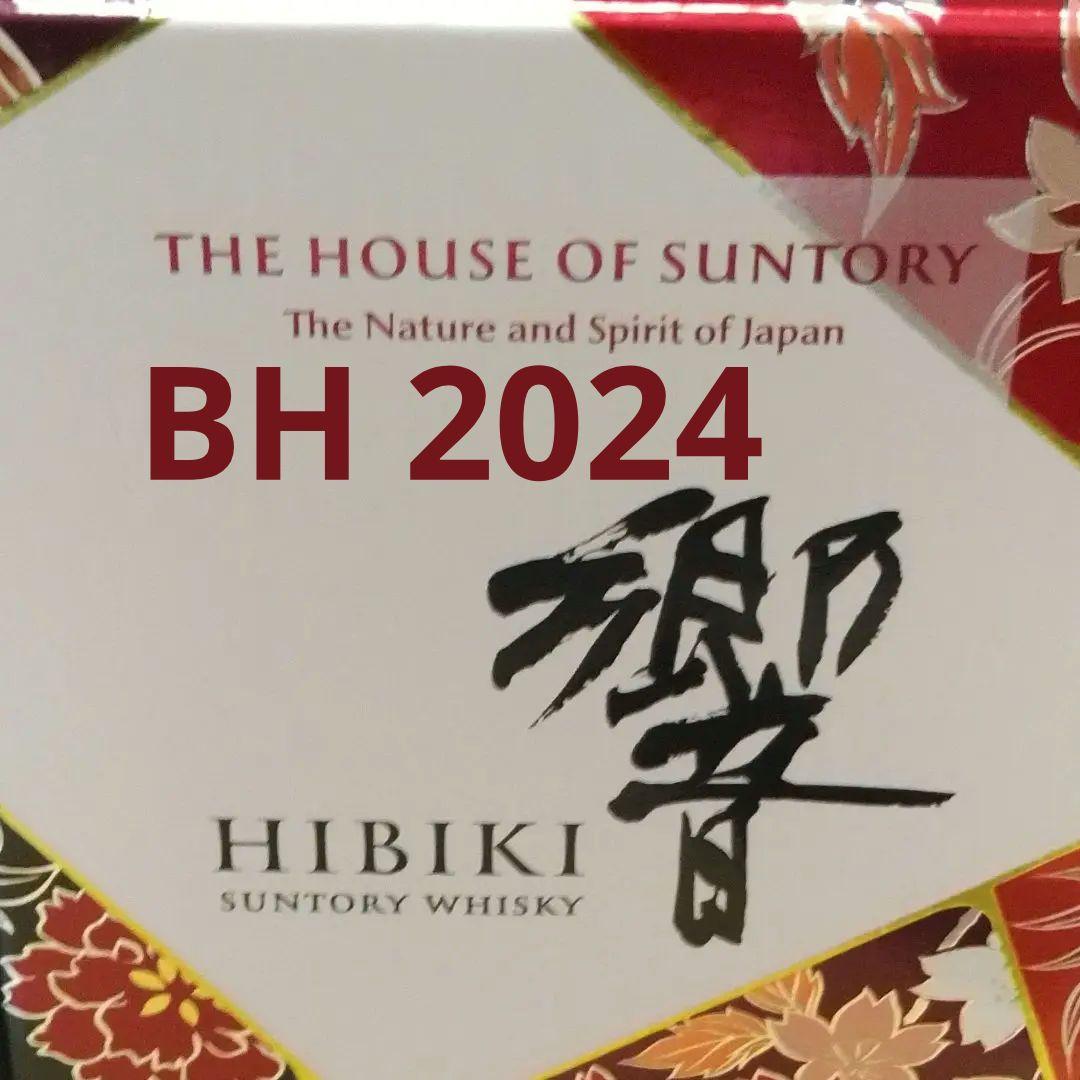 THE HOUSE OF SUNTORY
The Nature and Spirit of Japan
BH 2024
響
HIBIKI
SUNTORY WHISKY